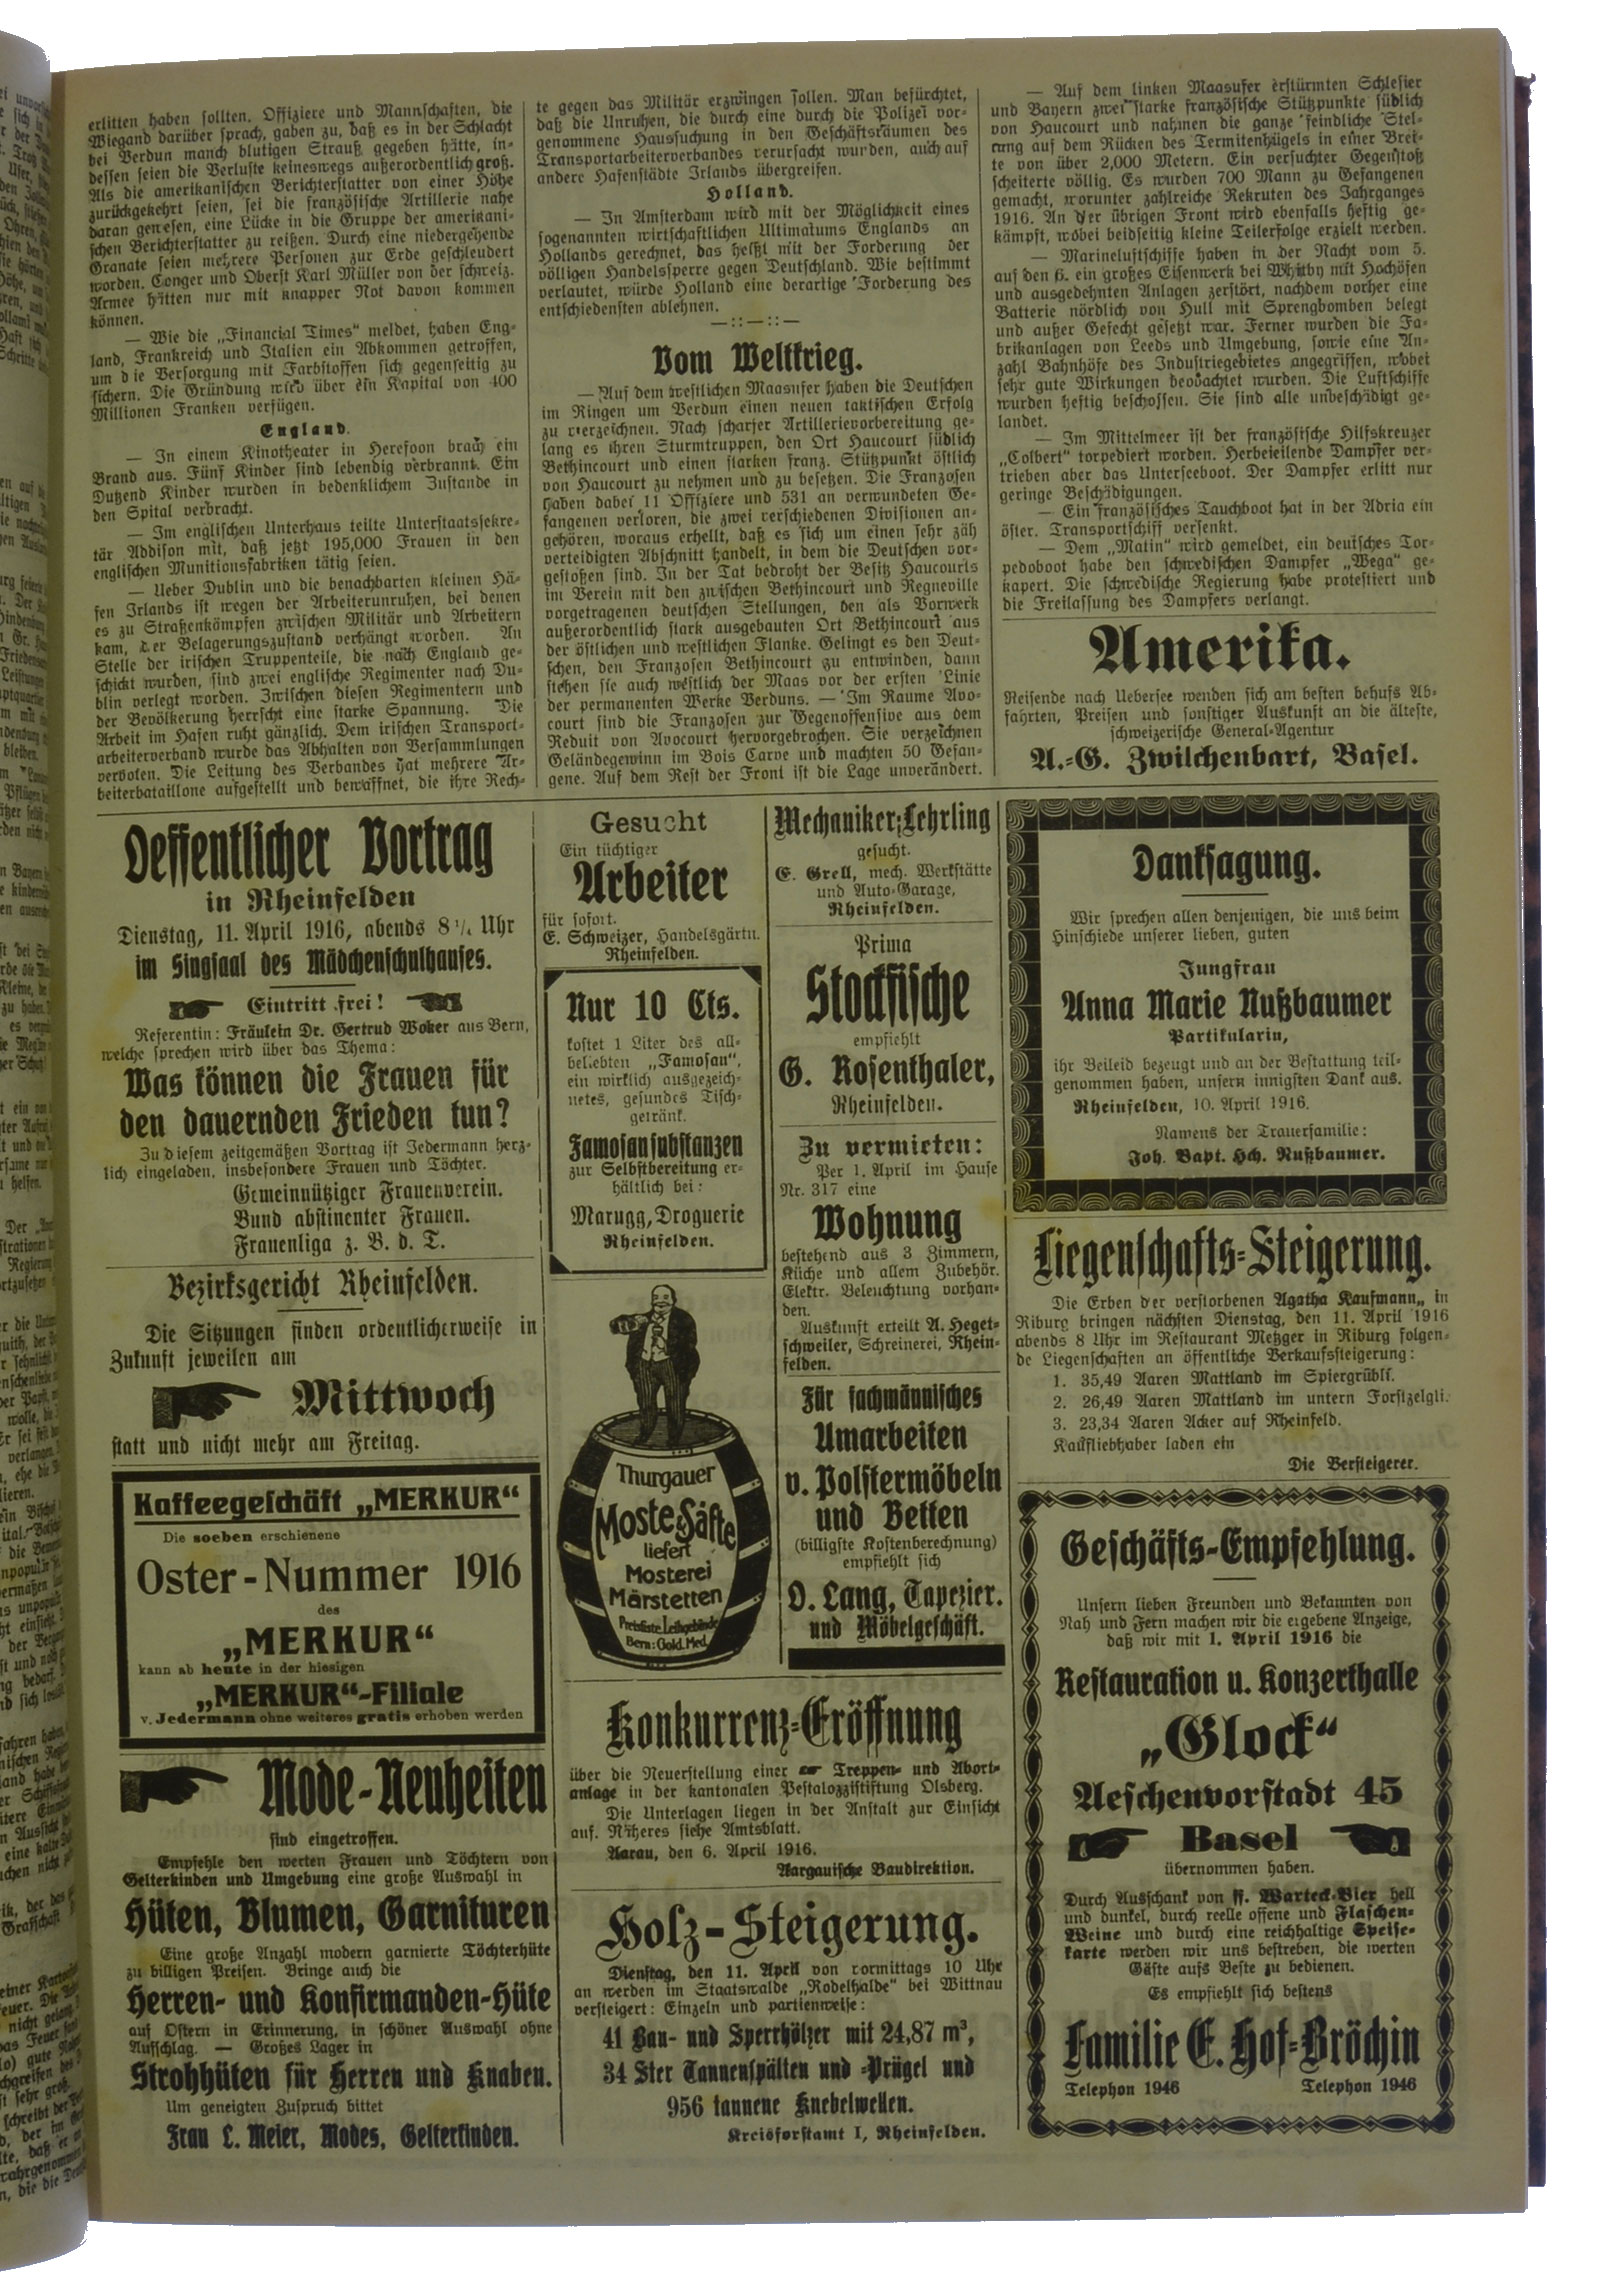 erlitten haben sollten. Offiziere und Mannschaften, die
Wiegand darüber sprach, gaben zu, daß es in der Schlacht
bei Verdun manch blutigen Strauß gegeben hätte, in-
dessen seien die Verluste keineswegs außerordentlich groß.
Als die amerikanischen Berichterstatter von einer Höhe
zurückgekehrt seien, sei die französische Artillerie nahe
daran gewesen, eine Lücke in die Gruppe der amerikani-
schen Berichterstatter zu reißen. Durch eine niedergehende
Granate seien mehrere Personen zur Erde geschleudert
worden. Conger und Oberst Karl Müller von der schweiz.
Armee hätten nur mit knapper Not davon kommen
können.
— Wie die „Financial Times" meldet, haben Eng-
land, Frankreich und Italien ein Abkommen getroffen,
um die Versorgung mit Farbstoffen sich gegenseitig zu
sichern. Die Gründung wird über ein Kapital von 400
Millionen Franken verfügen.
England.
— In einem Kinotheater in Herefoon brach ein
Brand aus. Fünf Kinder sind lebendig verbrannt. Ein
Dutzend Kinder wurden in bedenklichem Zustande in
den Spital verbracht.
— Im englischen Unterhaus teilte Unterstaatssekre-
tär Addison mit, daß jetzt 195,000 Frauen in den
englischen Munitionsfabriken tätig seien.
— Ueber Dublin und die benachbarten kleinen Hä-
fen Irlands ist wegen der Arbeiterunruhen, bei denen
es zu Straßenkämpfen zwischen Militär und Arbeitern
kam, der Belagerungszustand verhängt worden. An
Stelle der irischen Truppenteile, die nach England ge-
schickt wurden, sind zwei englische Regimenter nach Du-
blin verlegt worden. Zwischen diesen Regimentern und
der Bevölkerung herrscht eine starke Spannung. Die
Arbeit im Hafen ruht gänzlich. Dem irischen Transport-
arbeiterverband wurde das Abhalten von Versammlungen
verboten. Die Leitung des Verbandes hat mehrere Ar-
beiterbataillone aufgestellt und bewaffnet, die ihre Rech-
te gegen das Militär erzwingen sollen. Man befürchtet,
daß die Unruhen, die durch eine durch die Polizei vor-
genommene Haussuchung in den Geschäftsräumen des
Transportarbeiterverbandes verursacht wurden, auch auf
andere Hafenstädte Irlands übergreifen.
Holland.
— In Amsterdam wird mit der Möglichkeit eines
sogenannten wirtschaftlichen Ultimatums Englands an
Hollands gerechnet, das heißt mit der Forderung der
völligen Handelssperre gegen Deutschland. Wie bestimmt
verlautet, würde Holland eine derartige Forderung des
entschiedensten ablehnen.
—::—::—
Vom Weltkrieg.
— Auf dem westlichen Maasufer haben die Deutschen
im Ringen um Verdun einen neuen taktischen Erfolg
zu verzeichnen. Nach scharfer Artillerievorbereitung ge-
lang es ihren Sturmtruppen, den Ort Haucourt südlich
Bethincourt und einen starken franz. Stützpunkt östlich
von Haucourt zu nehmen und zu besetzen. Die Franzosen
haben dabei 11 Offiziere und 531 an verwundeten Ge-
fangenen verloren, die zwei verschiedenen Divisionen an-
gehören, woraus erhellt, daß es sich um einen sehr zäh
verteidigten Abschnitt handelt, in dem die Deutschen vor-
gestoßen sind. In der Tat bedroht der Besitz Haucourts
im Verein mit den zwischen Bethincourt und Regneville
vorgetragenen deutschen Stellungen, den als Vorwerk
außerordentlich stark ausgebauten Ort Bethincourt aus
der östlichen und westlichen Flanke. Gelingt es den Deut-
schen, den Franzosen Bethincourt zu entwinden, dann
stehen sie auch westlich der Maas vor der ersten Linie
der permanenten Werke Verduns. — Im Raume Avo-
court sind die Franzosen zur Gegenoffensive aus dem
Reduit von Avocourt hervorgebrochen. Sie verzeichnen
Geländegewinn im Bois Carve und machten 50 Gefan-
gene. Auf dem Rest der Front ist die Lage unverändert.
— Auf dem linken Maasufer erstürmten Schlesier
und Bayern zwei starke französische Stützpunkte südlich
von Haucourt und nahmen die ganze feindliche Stel-
rung auf dem Rücken des Termitenhügels in einer Brei-
te von über 2,000 Metern. Ein versuchter Gegenstoß
scheiterte völlig. Es wurden 700 Mann zu Gefangenen
gemacht, worunter zahlreiche Rekruten des Jahrganges
1916. An der übrigen Front wird ebenfalls heftig ge-
kämpft, wobei beidseitig kleine Teilerfolge erzielt werden.
— Marineluftschiffe haben in der Nacht vom 5.
auf den 6. ein großes Eisenwerk bei Whitby mit Hochöfen
und ausgedehnten Anlagen zerstört, nachdem vorher eine
Batterie nördlich von Hull mit Sprengbomben belegt
und außer Gefecht gesetzt war. Ferner wurden die Fa-
brikanlagen von Leeds und Umgebung, sowie eine An-
zahl Bahnhöfe des Industriegebietes angegriffen, wobei
sehr gute Wirkungen beobachtet wurden. Die Luftschiffe
wurden heftig beschossen. Sie sind alle unbeschädigt ge-
landet.
— Im Mittelmeer ist der französische Hilfskreuzer
„Colbert" torpediert worden. Herbeieilende Dampfer ver-
trieben aber das Unterseeboot. Der Dampfer erlitt nur
geringe Beschädigungen.
— Ein französisches Tauchboot hat in der Adria ein
öster. Transportschiff versenkt.
— Dem „Matin" wird gemeldet, ein deutsches Tor-
pedoboot habe den schwedischen Dampfer „Wega" ge-
kapert. Die schwedische Regierung habe protestiert und
die Freilassung des Dampfers verlangt.
Amerika.
Reisende nach Uebersee wenden sich am besten behufs Ab-
fahrten, Preisen und sonstiger Auskunft an die älteste,
schweizerische General-Agentur
A.-G. Zwilchenbart, Basel.
Oeffentlicher Vortrag
in Rheinfelden
Dienstag, 11. April 1916, abends 8 1/4 Uhr
im Singsaal des Mädchenschulhauses.
Eintritt frei!
Referentin: Fräulein Dr. Gertrud Woker aus Bern,
welche sprechen wird über das Thema:
Was können die Frauen für
den dauernden Frieden tun?
Zu diesem zeitgemäßen Vortrag ist Jedermann herz-
lich eingeladen, insbesondere Frauen und Töchter.
Gemeinnütziger Frauenverein.
Bund abstinenter Frauen.
Frauenliga z. B. d. T.
Bezirksgericht Rheinfelden.
Die Sitzungen finden ordentlicherweise in
Zukunft jeweilen am
Mittwoch
statt und nicht mehr am Freitag.
Kaffeegeschäft „MERKUR"
Die soeben erschienene
Oster-Nummer 1916
des
„MERKUR"
kann ab heute in der hiesigen
„MERKUR"-Filiale
v. Jedermann ohne weiteres gratis erhoben werden
Mode-Neuheiten
sind eingetroffen.
Empfehle den werten Frauen und Töchtern von
Gelterkinden und Umgebung eine große Auswahl in
Hüten, Blumen, Garnituren
Eine große Anzahl modern garnierte Töchterhüte
zu billigen Preisen. Bringe auch die
Herren- und Konfirmanden-Hüte
auf Ostern in Erinnerung, in schöner Auswahl ohne
Aufschlag. — Großes Lager in
Strohhüten für Herren und Knaben.
Um geneigten Zuspruch bittet
Frau L. Meier, Modes, Gelterkinden.
Gesucht
Ein tüchtiger
Arbeiter
für sofort.
E. Schweizer, Handelsgärtn.
Rheinfelden.
Nur 10 Cts.
kostet 1 Liter des all-
beliebten „Famosan",
ein wirklich ausgezeich-
netes, gesundes Tisch-
getränk.
Famosansubstanzen
zur Selbstbereitung er-
hältlich bei:
Marugg, Droguerie
Rheinfelden.
Thurgauer
Moste & Säfte
liefert
Mosterei
Märstetten
Preisliste. Leihgebinde
Bern: Gold. Med.
Mechaniker-Lehrling
gesucht.
E. Grell, mech. Werkstätte
und Auto-Garage,
Rheinfelden.
Prima
Stockfische
empfiehlt
G. Rosenthaler,
Rheinfelden.
Zu vermieten:
Per 1. April im Hause
Nr. 317 eine
Wohnung
bestehend aus 3 Zimmern,
Küche und allem Zubehör.
Elektr. Beleuchtung vorhan-
den.
Auskunft erteilt A. Heget-
schweiler, Schreinerei, Rhein-
felden.
Für fachmännisches
Umarbeiten
v. Polstermöbeln
und Betten
(billigste Kostenberechnung)
empfiehlt sich
O. Lang, Tapezier.
und Möbelgeschäft.
Konkurrenz-Eröffnung
über die Neuerstellung einer Treppen- und Abort-
anlage in der kantonalen Pestalozzistiftung Olsberg.
Die Unterlagen liegen in der Anstalt zur Einsicht
auf. Näheres siehe Amtsblatt.
Aarau, den 6. April 1916.
Aargauische Baudirektion.
Holz-Steigerung.
Dienstag, den 11. April von vormittags 10 Uhr
an werden im Staatswalde „Rodelhalde" bei Wittnau
versteigert: Einzeln und partienweise:
41 Bau- und Sperrhölzer mit 24,87 m³,
34 Ster Tannenspälten und -Prügel und
956 tannene Knebelwellen.
Kreisforstamt I, Rheinfelden.
Danksagung.
Wir sprechen allen denjenigen, die uns beim
Hinschiede unserer lieben, guten
Jungfrau
Anna Marie Nußbaumer
Partikularin,
ihr Beileid bezeugt und an der Bestattung teil-
genommen haben, unsern innigsten Dank aus.
Rheinfelden, 10. April 1916.
Namens der Trauerfamilie:
Joh. Bapt. Hch. Nußbaumer.
Liegenschafts-Steigerung.
Die Erben der verstorbenen Agatha Kaufmann„ in
Riburg bringen nächsten Dienstag, den 11. April 1916
abends 8 Uhr im Restaurant Metzger in Riburg folgen-
de Liegenschaften an öffentliche Verkaufssteigerung:
1. 35,49 Aaren Mattland im Spiergrübli.
2. 26,49 Aaren Mattland im untern Forstzelgli.
3. 23,34 Aaren Acker auf Rheinfeld.
Kaufliebhaber laden ein
Die Versteigerer.
Geschäfts-Empfehlung.
Unsern lieben Freunden und Bekannten von
Nah und Fern machen wir die ergebene Anzeige,
daß wir mit 1. April 1916 die
Restauration u. Konzerthalle
„Glock"
Aeschenvorstadt 45
Basel
übernommen haben.
Durch Ausschank von ff. Warteck-Bier hell
und dunkel, durch reelle offene und Flaschen-
Weine und durch eine reichhaltige Speise-
karte werden wir uns bestreben, die werten
Gäste aufs Beste zu bedienen.
Es empfiehlt sich bestens
Familie E. Hof-Bröchin
Telephon 1946 Telephon 1946